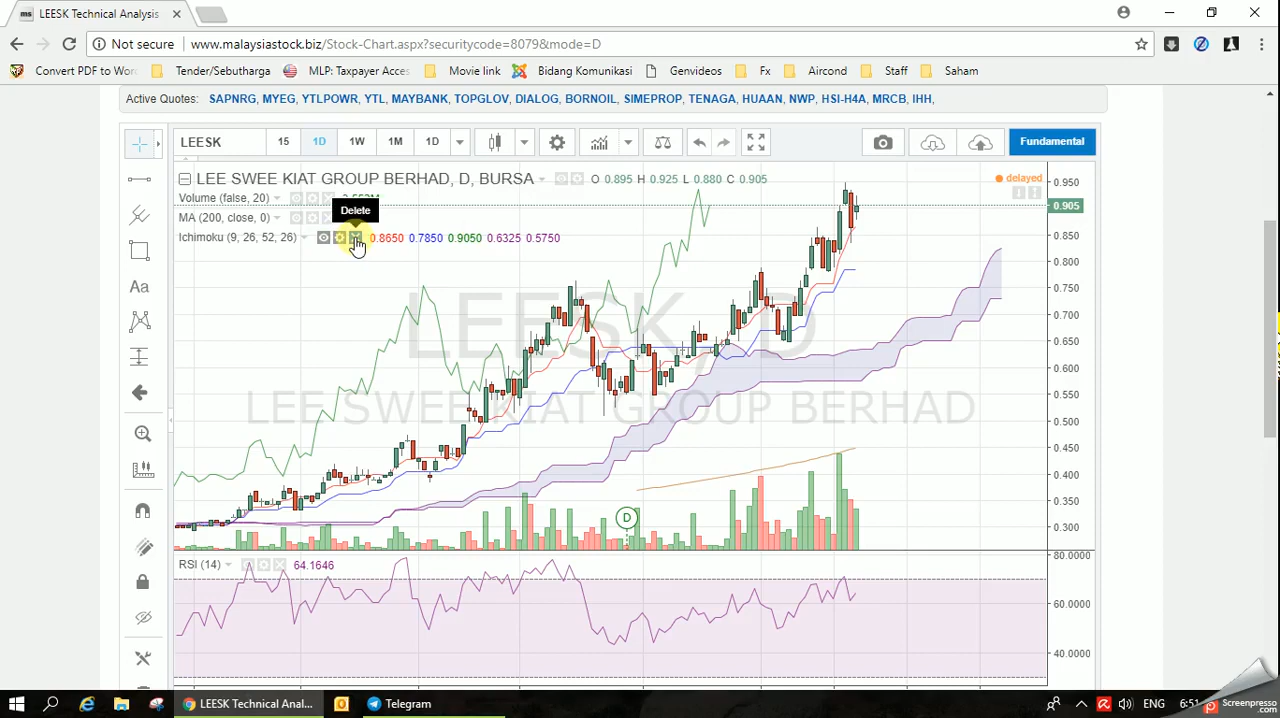 LEESK Technical Analysis
Not secure
www.malaysiastock.biz/Stock-Chart.aspx?securitycode=8079&mode=D
Convert PDF to Word
Tender/Sebutharga
MLP: Taxpayer Acces
Movie link
Bidang Komunikasi
Genvideos
Fx
Aircond
Staff
Saham
Active Quotes: SAPNRG, MYEG, YTLPOWR, YTL, MAYBANK, TOPGLOV, DIALOG, BORNOIL, SIMEPROP, TENAGA, HUAAN, NWP, HSI-H4A, MRCB, IHH,
LEESK 15 1D 1W 1M 1D Fundamental
LEE SWEE KIAT GROUP BERHAD, D, BURSA O 0.895 H 0.925 L 0.880 C 0.905
delayed
Volume (false, 20)
Delete
MA (200, close, 0)
Ichimoku (9, 26, 52, 26) 0.8650 0.7850 0.9050 0.6325 0.5750
LEESK, D
LEE SWEE KIAT GROUP BERHAD
D
0.950
0.905
0.850
0.800
0.750
0.700
0.650
0.600
0.550
0.500
0.450
0.400
0.350
0.300
RSI (14) 64.1646
80.0000
60.0000
40.0000
LEESK Technical Anal...
Telegram
ENG
6:51
Screenpresso
.com